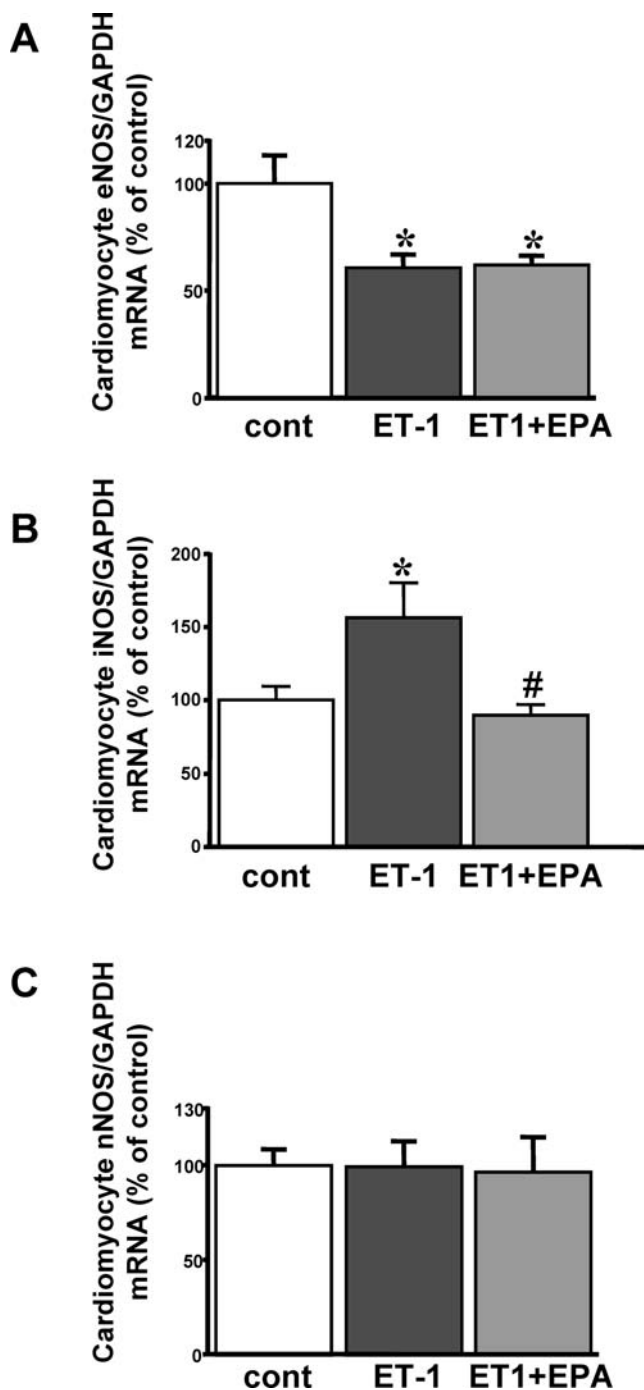 A
Cardiomyocyte eNOS/GAPDH
mRNA (% of control)
120
100
50
0
*
*
cont ET-1 ET1+EPA
B
Cardiomyocyte iNOS/GAPDH
mRNA (% of control)
200
150
100
50
0
*
#
cont ET-1 ET1+EPA
C
Cardiomyocyte nNOS/GAPDH
mRNA (% of control)
130
100
50
0
cont ET-1 ET1+EPA